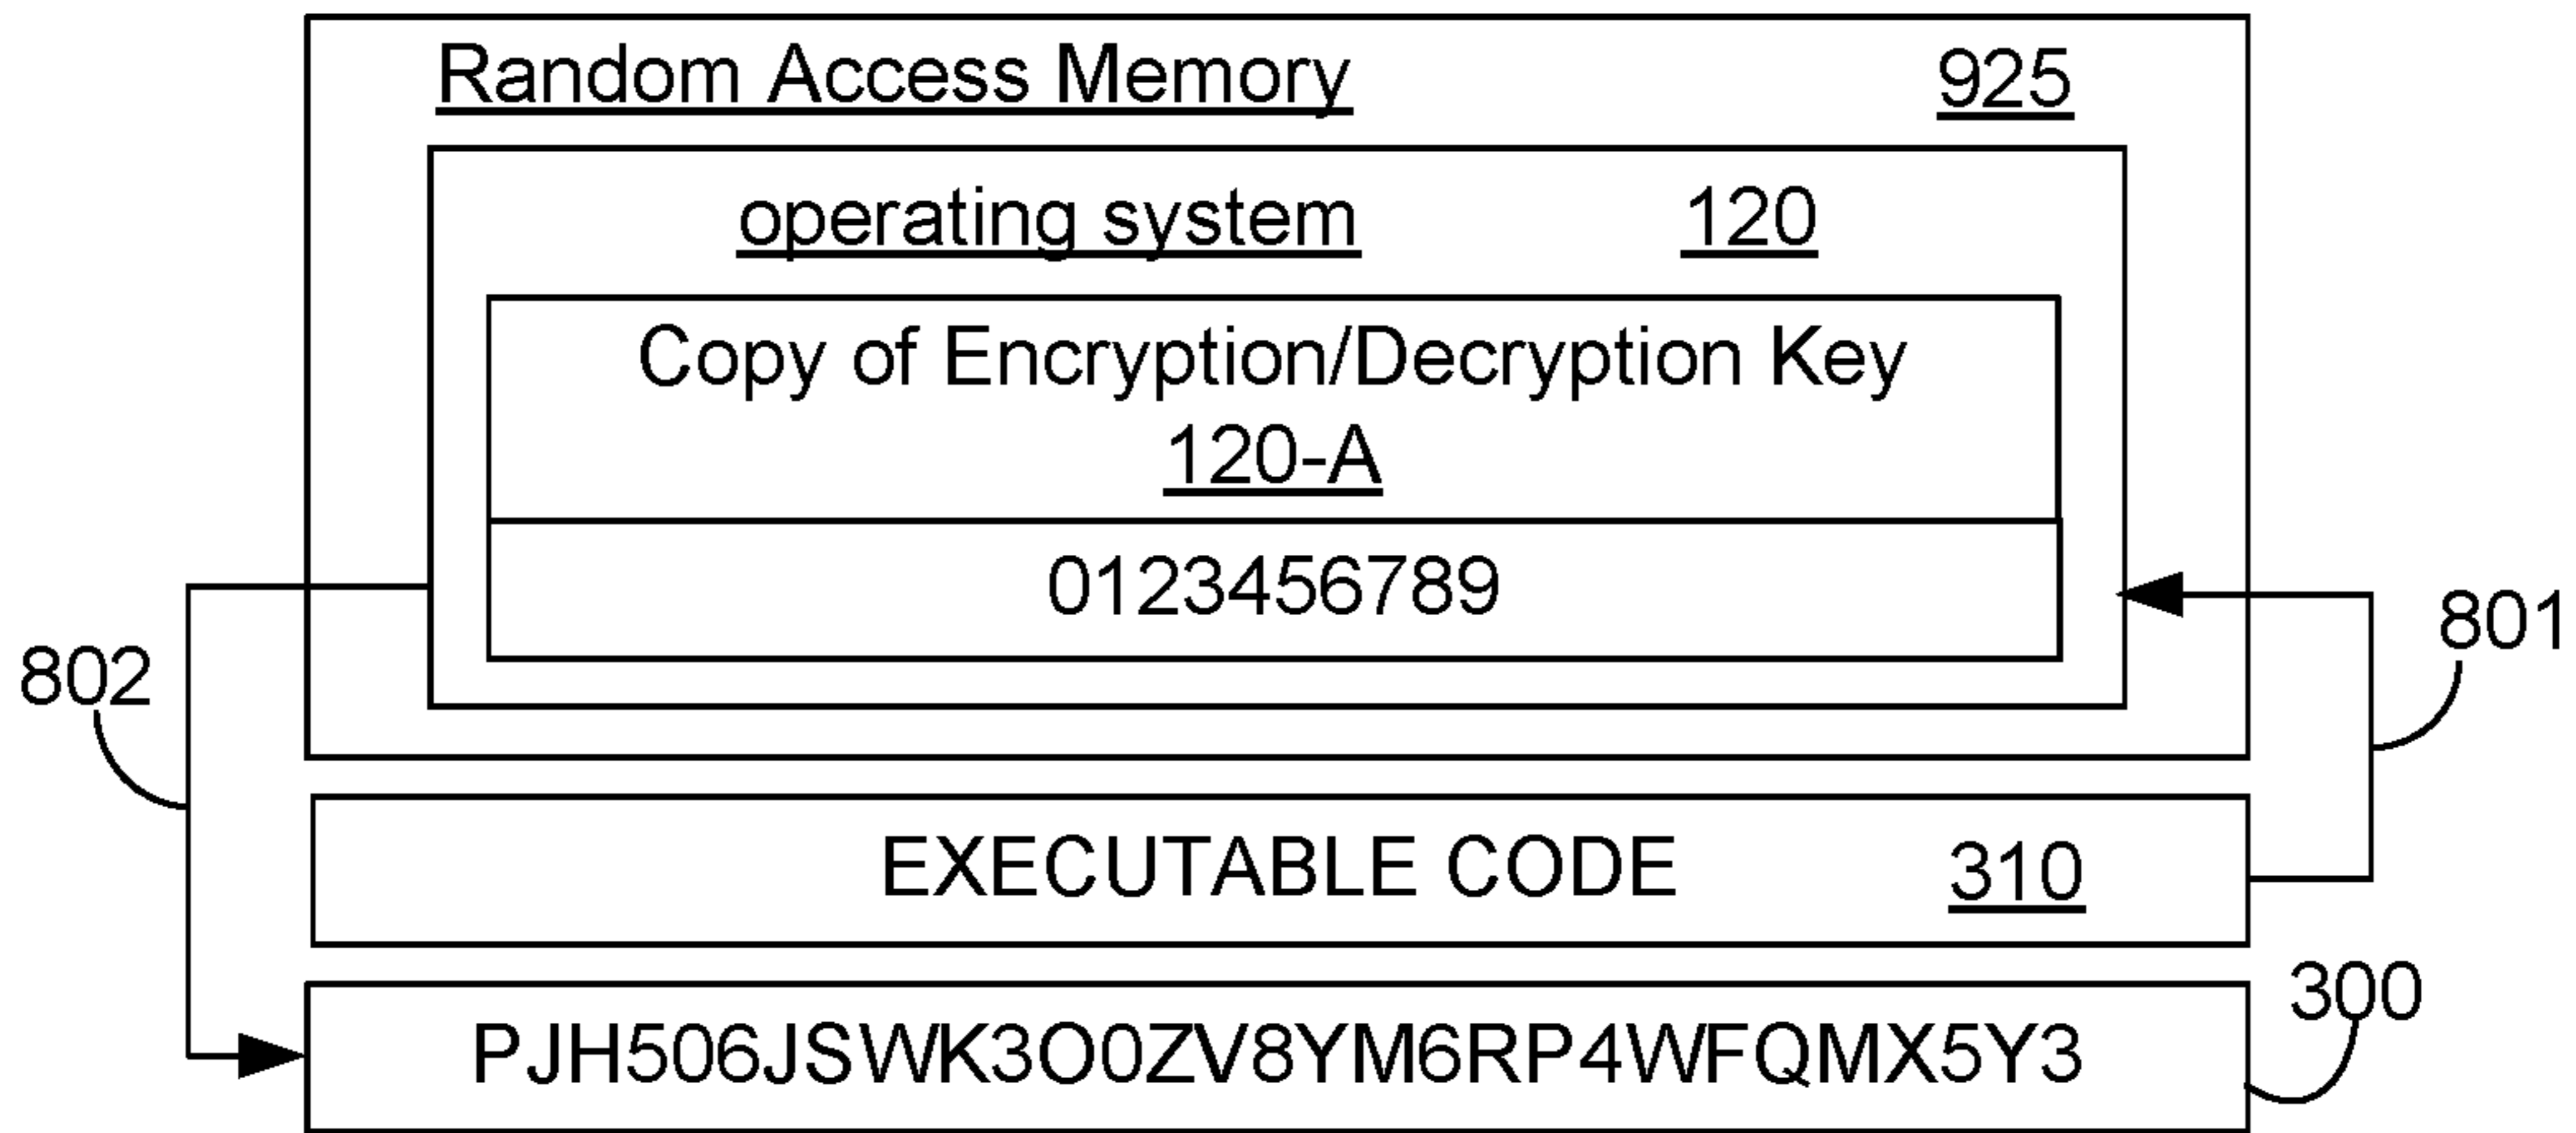 Random Access Memory 925
operating system 120
Copy of Encryption/Decryption Key
120-A
0123456789
801
802
EXECUTABLE CODE 310
300
PJH506JSWK3O0ZV8YM6RP4WFQMX5Y3